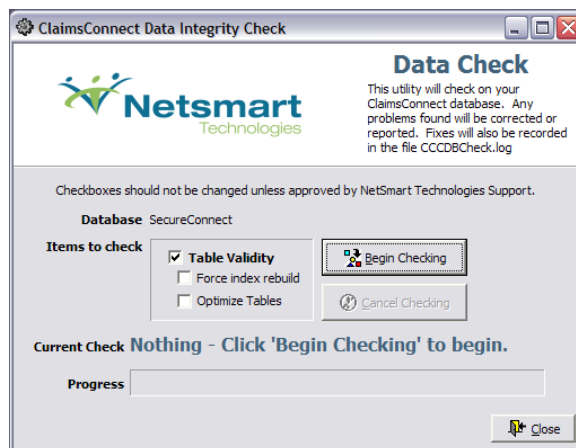 ClaimsConnect Data Integrity Check
Netsmart
Technologies
Data Check
This utility will check on your
ClaimsConnect database. Any
problems found will be corrected or
reported. Fixes will also be recorded
in the file CCCDBCheck.log
Checkboxes should not be changed unless approved by NetSmart Technologies Support.
Database SecureConnect
Items to check
Table Validity
Force index rebuild
Optimize Tables
Begin Checking
Cancel Checking
Current Check Nothing - Click 'Begin Checking' to begin.
Progress
Close